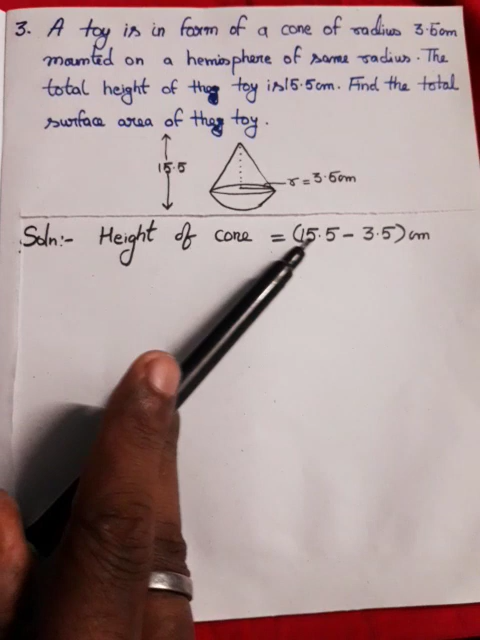 3. A toy is in form of a cone of radius 3.5cm
mounted on a hemisphere of same radius. The
total height of the toy is 15.5cm. Find the total
surface area of the toy.
15.5
r = 3.5cm
Soln:- Height of cone = (15.5 - 3.5) cm